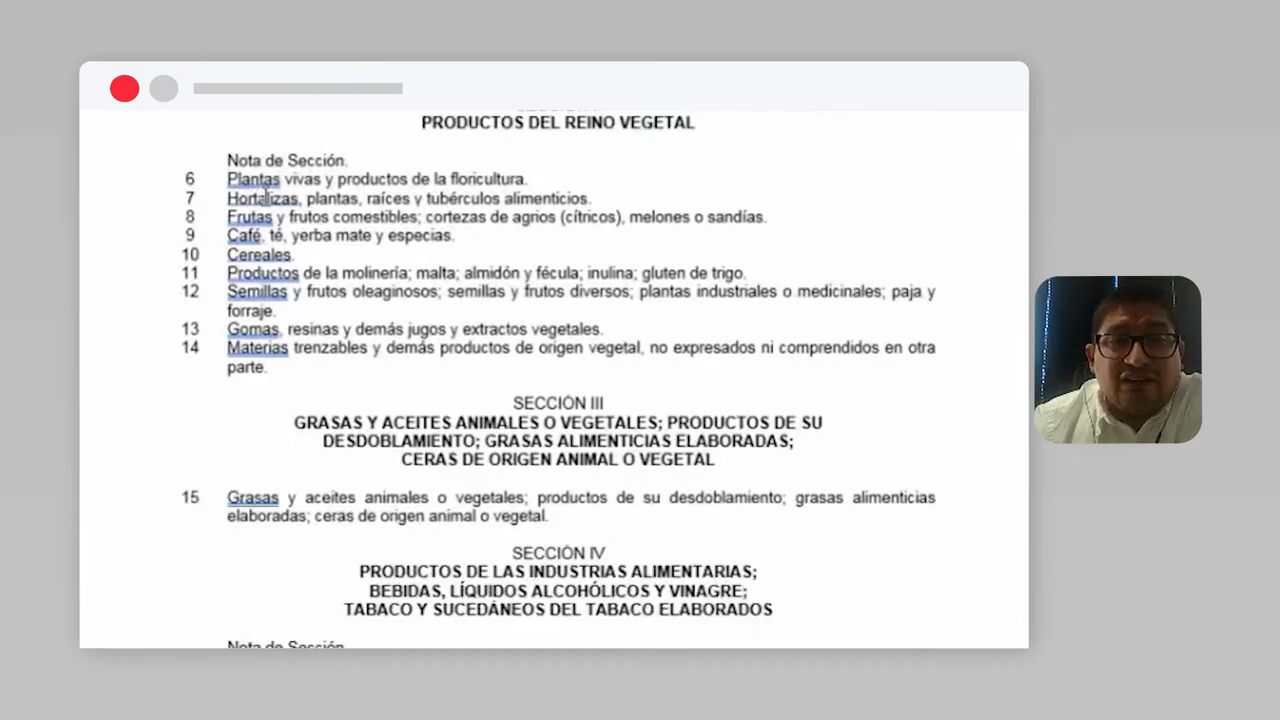 PRODUCTOS DEL REINO VEGETAL
Nota de Sección.
6 Plantas vivas y productos de la floricultura.
7 Hortalizas, plantas, raíces y tubérculos alimenticios.
8 Frutas y frutos comestibles; cortezas de agrios (cítricos), melones o sandías.
9 Café, té, yerba mate y especias.
10 Cereales.
11 Productos de la molinería; malta; almidón y fécula; inulina; gluten de trigo.
12 Semillas y frutos oleaginosos; semillas y frutos diversos; plantas industriales o medicinales; paja y
forraje.
13 Gomas, resinas y demás jugos y extractos vegetales.
14 Materias trenzables y demás productos de origen vegetal, no expresados ni comprendidos en otra
parte.
SECCIÓN III
GRASAS Y ACEITES ANIMALES O VEGETALES; PRODUCTOS DE SU
DESDOBLAMIENTO; GRASAS ALIMENTICIAS ELABORADAS;
CERAS DE ORIGEN ANIMAL O VEGETAL
15 Grasas y aceites animales o vegetales; productos de su desdoblamiento; grasas alimenticias
elaboradas; ceras de origen animal o vegetal.
SECCIÓN IV
PRODUCTOS DE LAS INDUSTRIAS ALIMENTARIAS;
BEBIDAS, LÍQUIDOS ALCOHÓLICOS Y VINAGRE;
TABACO Y SUCEDÁNEOS DEL TABACO ELABORADOS
Nota de Sección